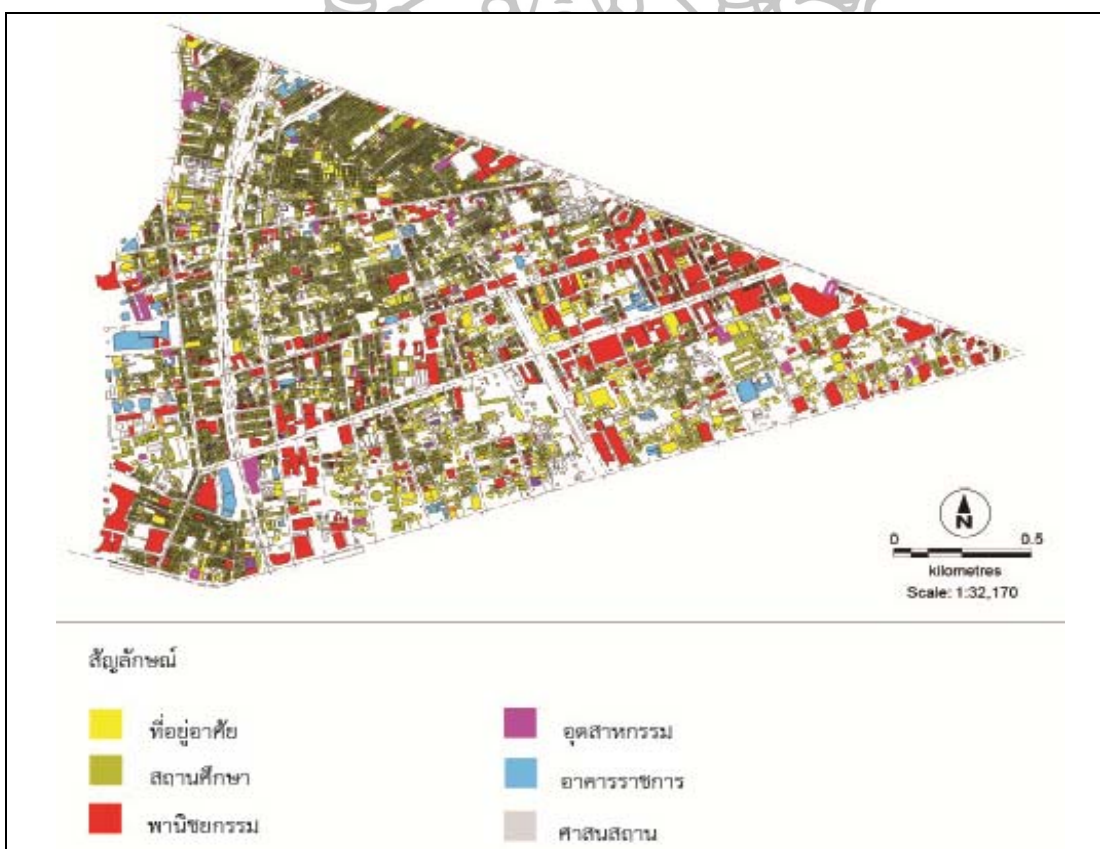 N
0 0.5
kilometres
Scale: 1:32,170
สัญลักษณ์
ที่อยู่อาศัย
สถานศึกษา
พานิชยกรรม
อุตสาหกรรม
อาคารราชการ
ศาสนสถาน